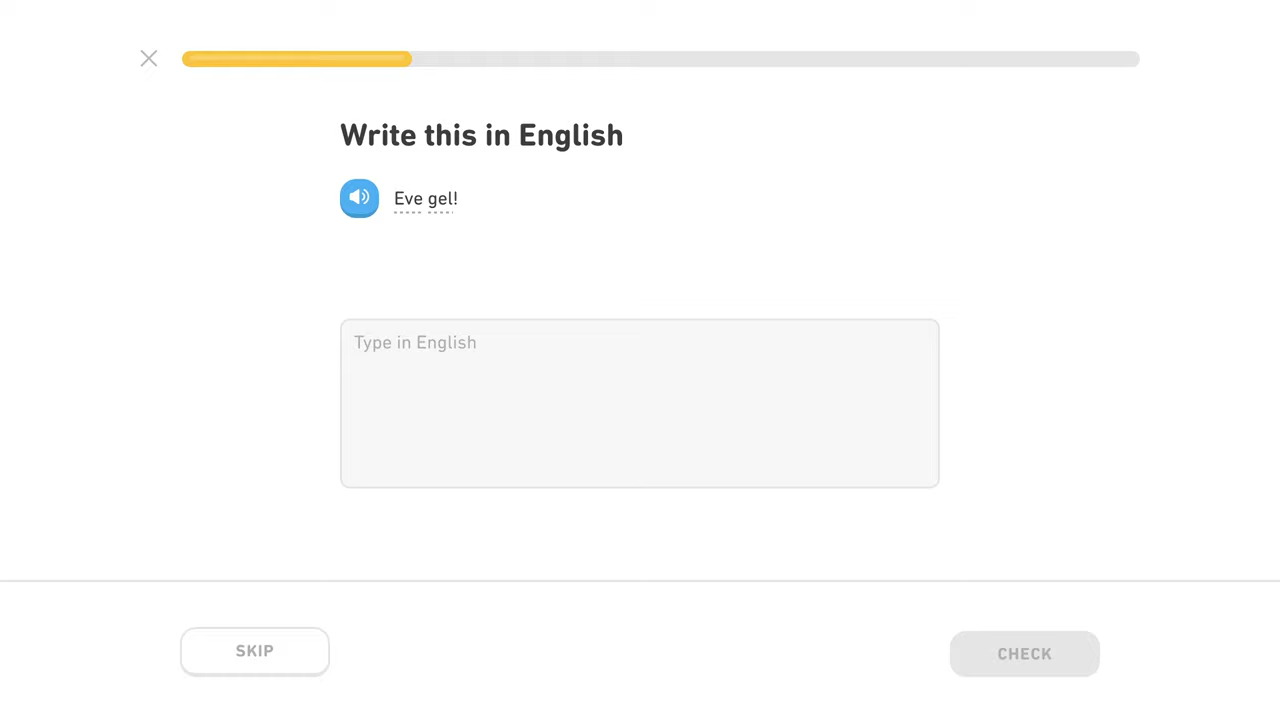 Write this in English
Eve gel!
Type in English
SKIP
CHECK